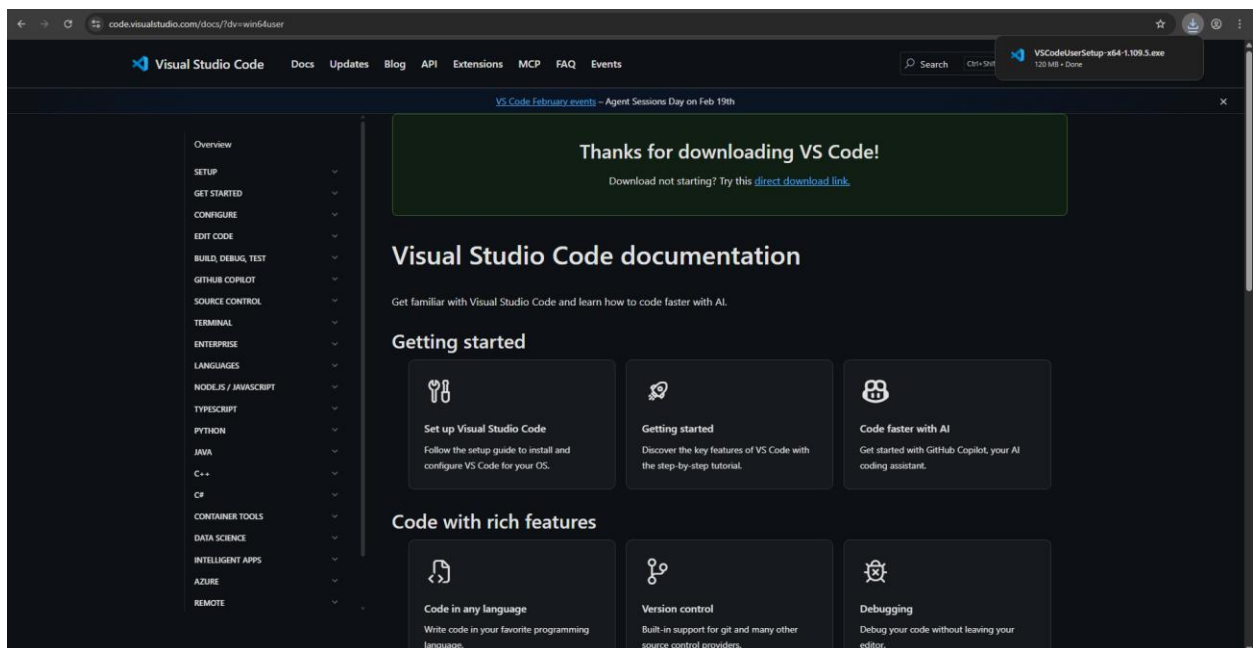 code.visualstudio.com/docs/?dv=win64user
VSCodeUserSetup-x64-1.109.5.exe
120 MB • Done
Visual Studio Code Docs Updates Blog API Extensions MCP FAQ Events Search Ctrl+Shif
VS Code February events – Agent Sessions Day on Feb 19th
Overview
SETUP
GET STARTED
CONFIGURE
EDIT CODE
BUILD, DEBUG, TEST
GITHUB COPILOT
SOURCE CONTROL
TERMINAL
ENTERPRISE
LANGUAGES
NODE.JS / JAVASCRIPT
TYPESCRIPT
PYTHON
JAVA
C++
C#
CONTAINER TOOLS
DATA SCIENCE
INTELLIGENT APPS
AZURE
REMOTE
Thanks for downloading VS Code!
Download not starting? Try this direct download link.
Visual Studio Code documentation
Get familiar with Visual Studio Code and learn how to code faster with AI.
Getting started
Set up Visual Studio Code
Follow the setup guide to install and
configure VS Code for your OS.
Getting started
Discover the key features of VS Code with
the step-by-step tutorial.
Code faster with AI
Get started with GitHub Copilot, your AI
coding assistant.
Code with rich features
Code in any language
Write code in your favorite programming
language.
Version control
Built-in support for git and many other
source control providers.
Debugging
Debug your code without leaving your
editor.